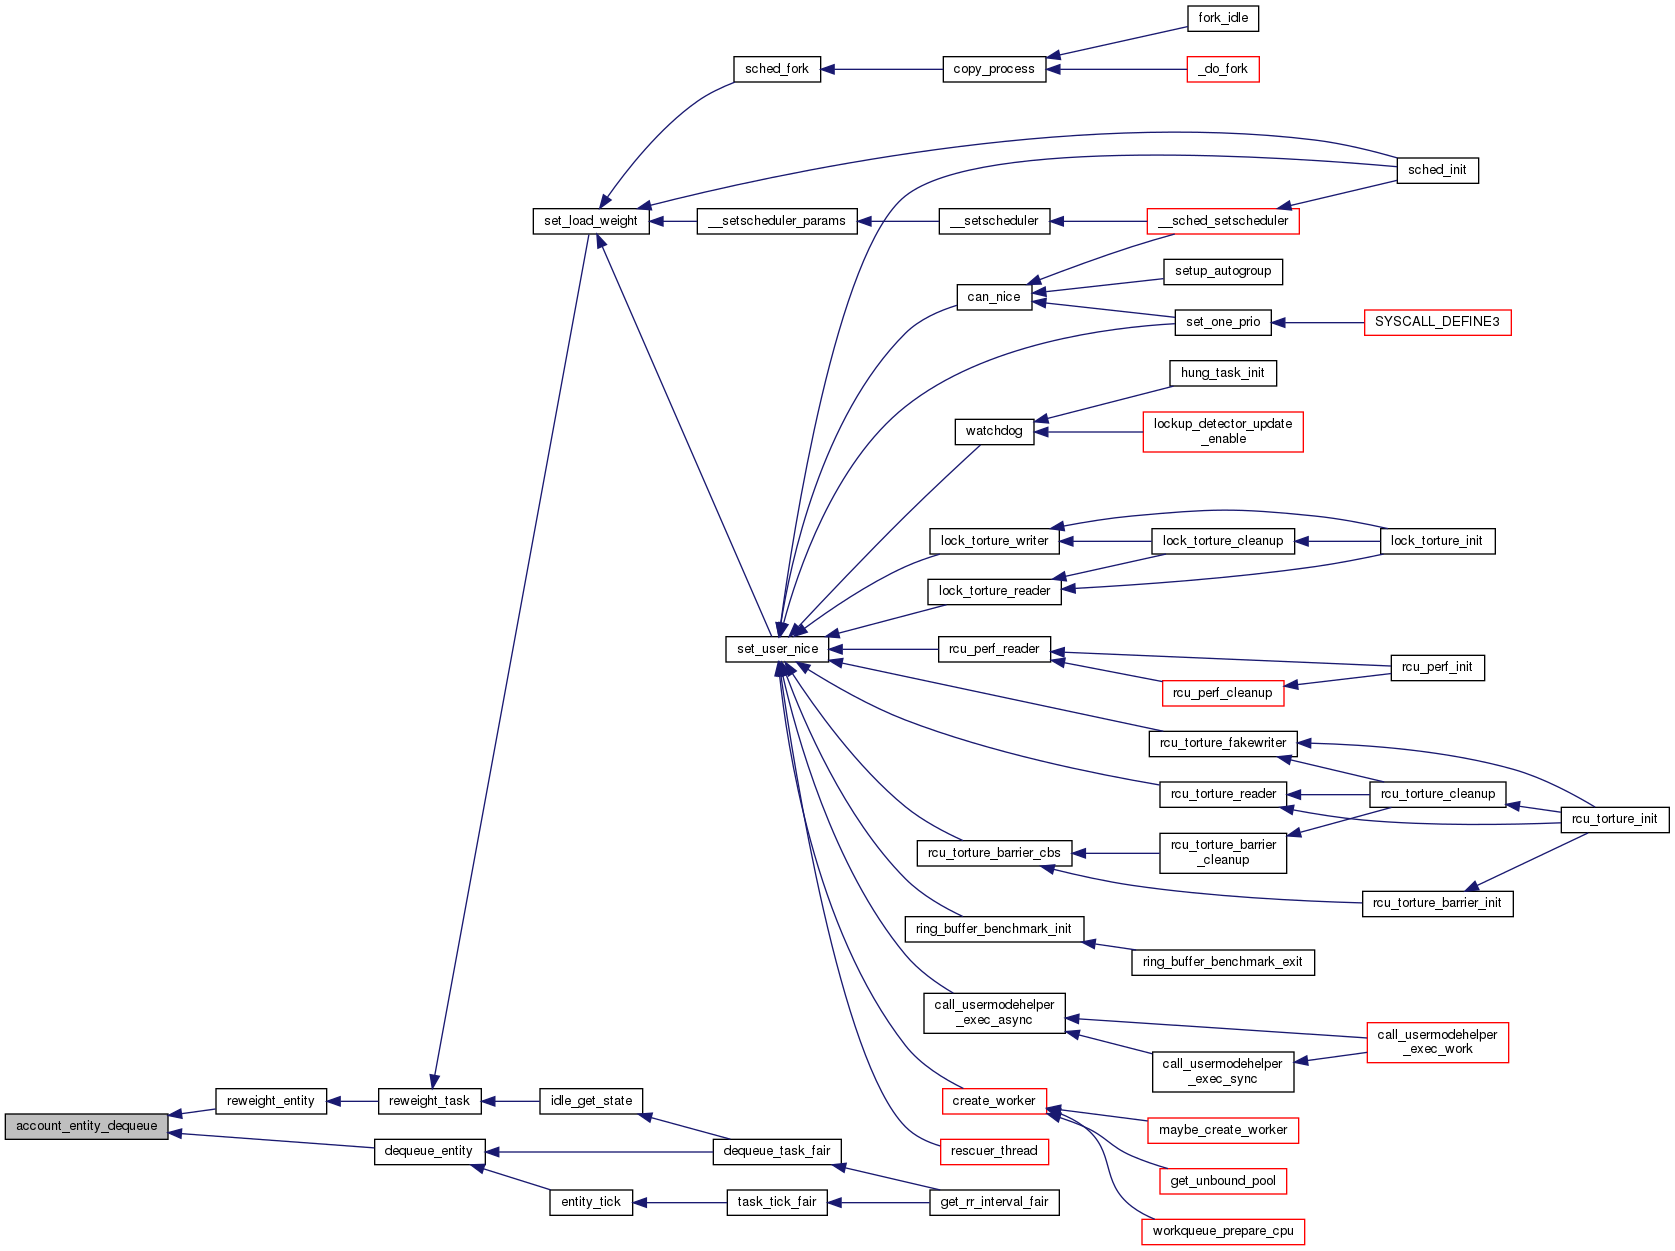 fork_idle
sched_fork
copy_process
_do_fork
sched_init
set_load_weight
__setscheduler_params
__setscheduler
__sched_setscheduler
setup_autogroup
can_nice
set_one_prio
SYSCALL_DEFINE3
hung_task_init
watchdog
lockup_detector_update
_enable
lock_torture_writer
lock_torture_cleanup
lock_torture_init
lock_torture_reader
set_user_nice
rcu_perf_reader
rcu_perf_init
rcu_perf_cleanup
rcu_torture_fakewriter
rcu_torture_reader
rcu_torture_cleanup
rcu_torture_init
rcu_torture_barrier_cbs
rcu_torture_barrier
_cleanup
rcu_torture_barrier_init
ring_buffer_benchmark_init
ring_buffer_benchmark_exit
call_usermodehelper
_exec_async
call_usermodehelper
_exec_work
call_usermodehelper
_exec_sync
reweight_entity
reweight_task
idle_get_state
create_worker
account_entity_dequeue
maybe_create_worker
dequeue_entity
dequeue_task_fair
rescuer_thread
get_unbound_pool
entity_tick
task_tick_fair
get_rr_interval_fair
workqueue_prepare_cpu